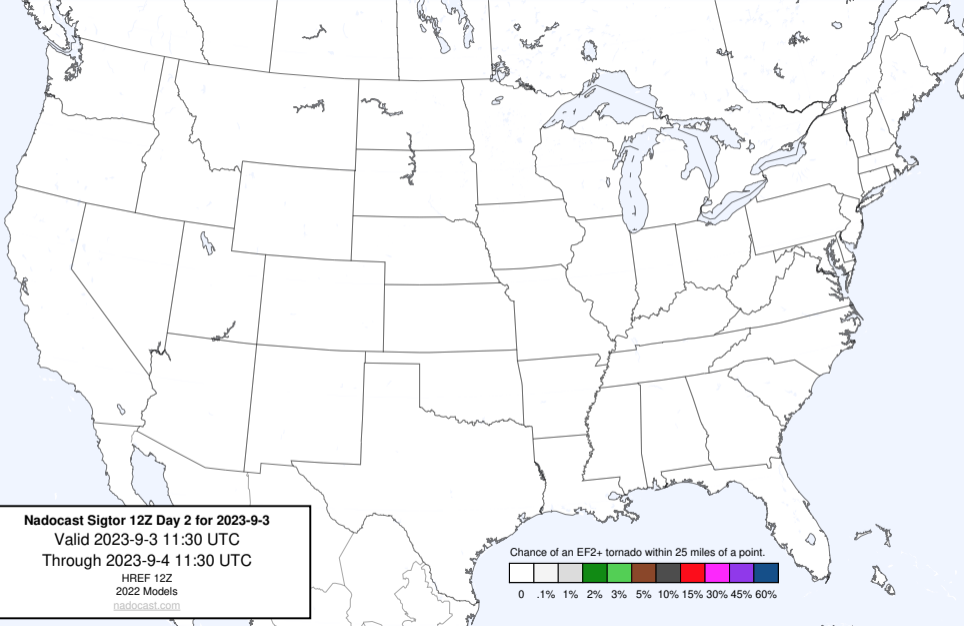 Nadocast Sigtor 12Z Day 2 for 2023-9-3
Valid 2023-9-3 11:30 UTC
Through 2023-9-4 11:30 UTC
HREF 12Z
2022 Models
nadocast.com
Chance of an EF2+ tornado within 25 miles of a point.
0 .1% 1% 2% 3% 5% 10% 15% 30% 45% 60%